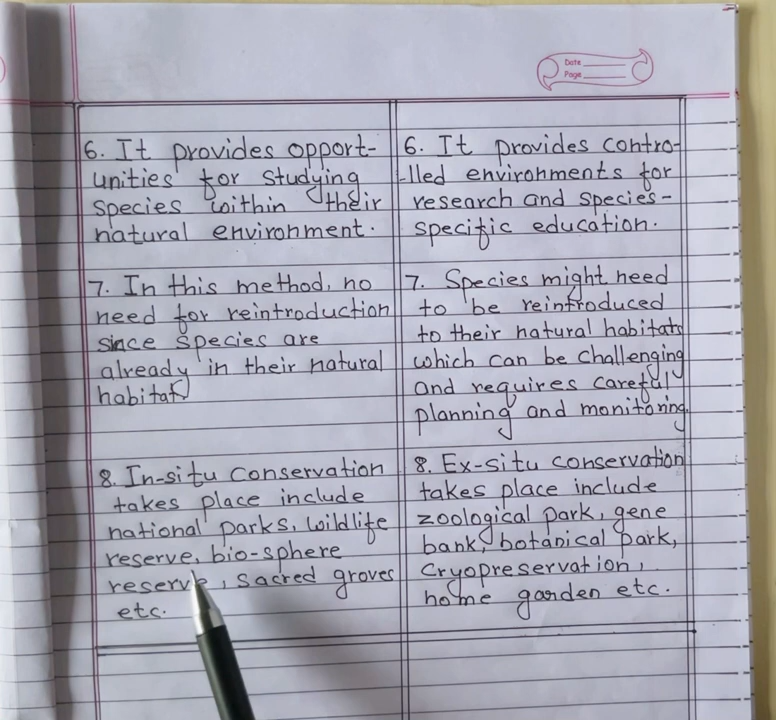 Date
Page
6. It provides opport-
unities for studying
species within their
natural environment.
6. It provides contro-
-lled environments for
research and species-
specific education.
7. In this method, no
need for reintroduction
since species are
already in their natural
habitat
7. Species might need
to be reintroduced
to their natural habitats
which can be challenging
and requires careful
planning and monitoring.
8. In-situ conservation
takes place include
national parks, wildlife
reserve, bio-sphere
reserve, sacred groves
etc.
8. Ex-situ conservation
takes place include
zoological park, gene
bank, botanical park,
cryopreservation,
home garden etc.